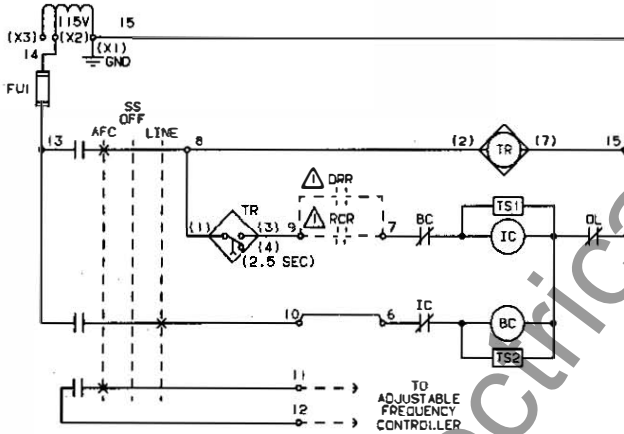 115V 15
(X3) (X2)
(X1)
14 GND
FU1
SS
OFF
AFC LINE
13 8 (2) TR (7) 15
! DRR
TS1
TR ! RCR
(1) (3) 9 7 BC IC OL
(4)
(2.5 SEC)
10 6 IC BC
TS2
11 TO
ADJUSTABLE
12 FREQUENCY
CONTROLLER
ectrica